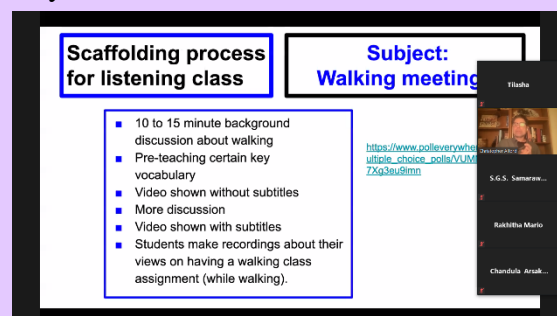 Scaffolding process
for listening class
Subject:
Walking meeting
■ 10 to 15 minute background
discussion about walking
■ Pre-teaching certain key
vocabulary
■ Video shown without subtitles
■ More discussion
■ Video shown with subtitles
■ Students make recordings about their
views on having a walking class
assignment (while walking).
https://www.polleverywhe
ultiple_choice_polls/VUM
7Xg3eu9imn
Tilasha
S.G.S. Samaraw...
Rakhitha Mario
Chandula Arsak...